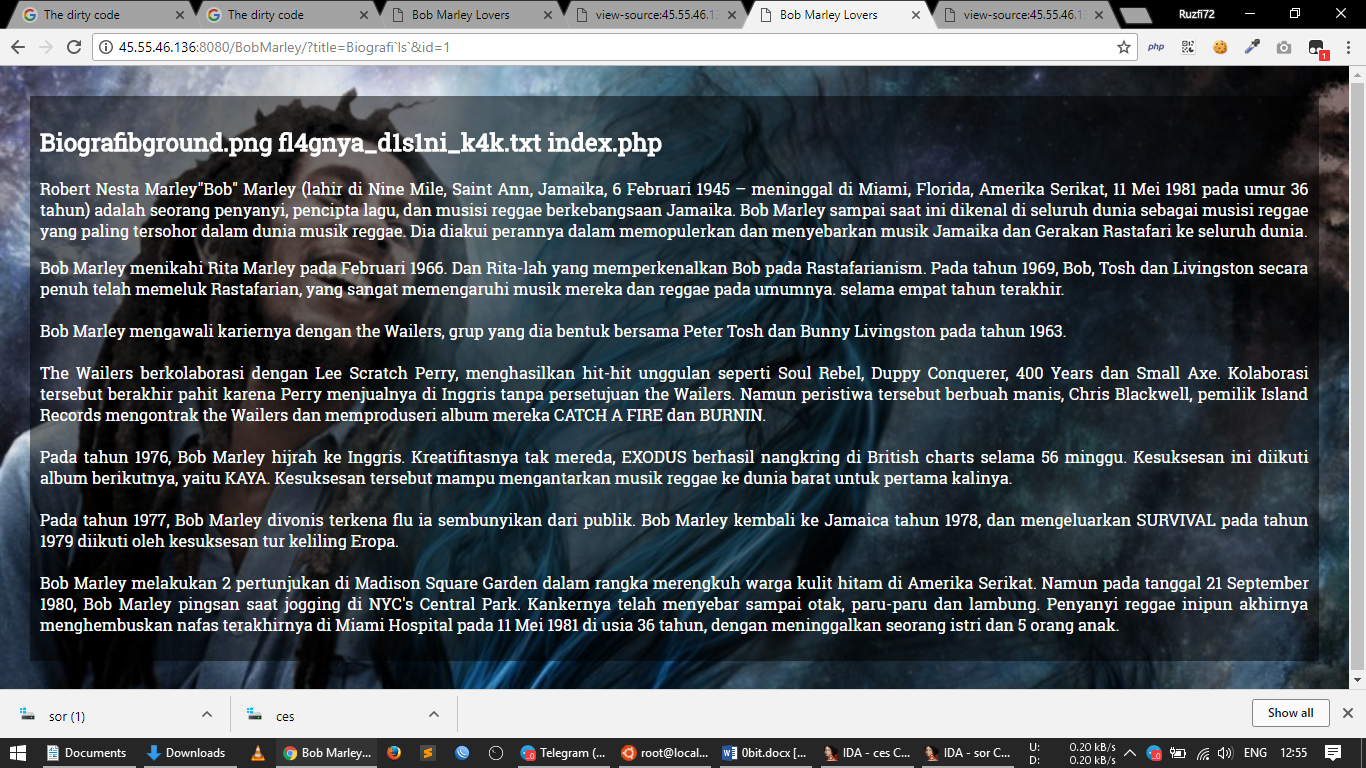 The dirty code
The dirty code
Bob Marley Lovers
view-source:45.55.46.13
Bob Marley Lovers
view-source:45.55.46.13
Ruzfi72
45.55.46.136:8080/BobMarley/?title=Biografi`ls`&id=1
php
1
Biografibground.png fl4gnya_d1s1ni_k4k.txt index.php
Robert Nesta Marley"Bob" Marley (lahir di Nine Mile, Saint Ann, Jamaika, 6 Februari 1945 – meninggal di Miami, Florida, Amerika Serikat, 11 Mei 1981 pada umur 36
tahun) adalah seorang penyanyi, pencipta lagu, dan musisi reggae berkebangsaan Jamaika. Bob Marley sampai saat ini dikenal di seluruh dunia sebagai musisi reggae
yang paling tersohor dalam dunia musik reggae. Dia diakui perannya dalam memopulerkan dan menyebarkan musik Jamaika dan Gerakan Rastafari ke seluruh dunia.
Bob Marley menikahi Rita Marley pada Februari 1966. Dan Rita-lah yang memperkenalkan Bob pada Rastafarianism. Pada tahun 1969, Bob, Tosh dan Livingston secara
penuh telah memeluk Rastafarian, yang sangat memengaruhi musik mereka dan reggae pada umumnya. selama empat tahun terakhir.
Bob Marley mengawali kariernya dengan the Wailers, grup yang dia bentuk bersama Peter Tosh dan Bunny Livingston pada tahun 1963.
The Wailers berkolaborasi dengan Lee Scratch Perry, menghasilkan hit-hit unggulan seperti Soul Rebel, Duppy Conquerer, 400 Years dan Small Axe. Kolaborasi
tersebut berakhir pahit karena Perry menjualnya di Inggris tanpa persetujuan the Wailers. Namun peristiwa tersebut berbuah manis, Chris Blackwell, pemilik Island
Records mengontrak the Wailers dan memproduseri album mereka CATCH A FIRE dan BURNIN.
Pada tahun 1976, Bob Marley hijrah ke Inggris. Kreatifitasnya tak mereda, EXODUS berhasil nangkring di British charts selama 56 minggu. Kesuksesan ini diikuti
album berikutnya, yaitu KAYA. Kesuksesan tersebut mampu mengantarkan musik reggae ke dunia barat untuk pertama kalinya.
Pada tahun 1977, Bob Marley divonis terkena flu ia sembunyikan dari publik. Bob Marley kembali ke Jamaica tahun 1978, dan mengeluarkan SURVIVAL pada tahun
1979 diikuti oleh kesuksesan tur keliling Eropa.
Bob Marley melakukan 2 pertunjukan di Madison Square Garden dalam rangka merengkuh warga kulit hitam di Amerika Serikat. Namun pada tanggal 21 September
1980, Bob Marley pingsan saat jogging di NYC's Central Park. Kankernya telah menyebar sampai otak, paru-paru dan lambung. Penyanyi reggae inipun akhirnya
menghembuskan nafas terakhirnya di Miami Hospital pada 11 Mei 1981 di usia 36 tahun, dengan meninggalkan seorang istri dan 5 orang anak.
sor (1)
ces
Show all
Documents
Downloads
Bob Marley...
Telegram (...
root@local...
0bit.docx [...
IDA - ces C...
IDA - sor C...
U: 0.20 kB/s
D: 0.20 kB/s
ENG
12:55